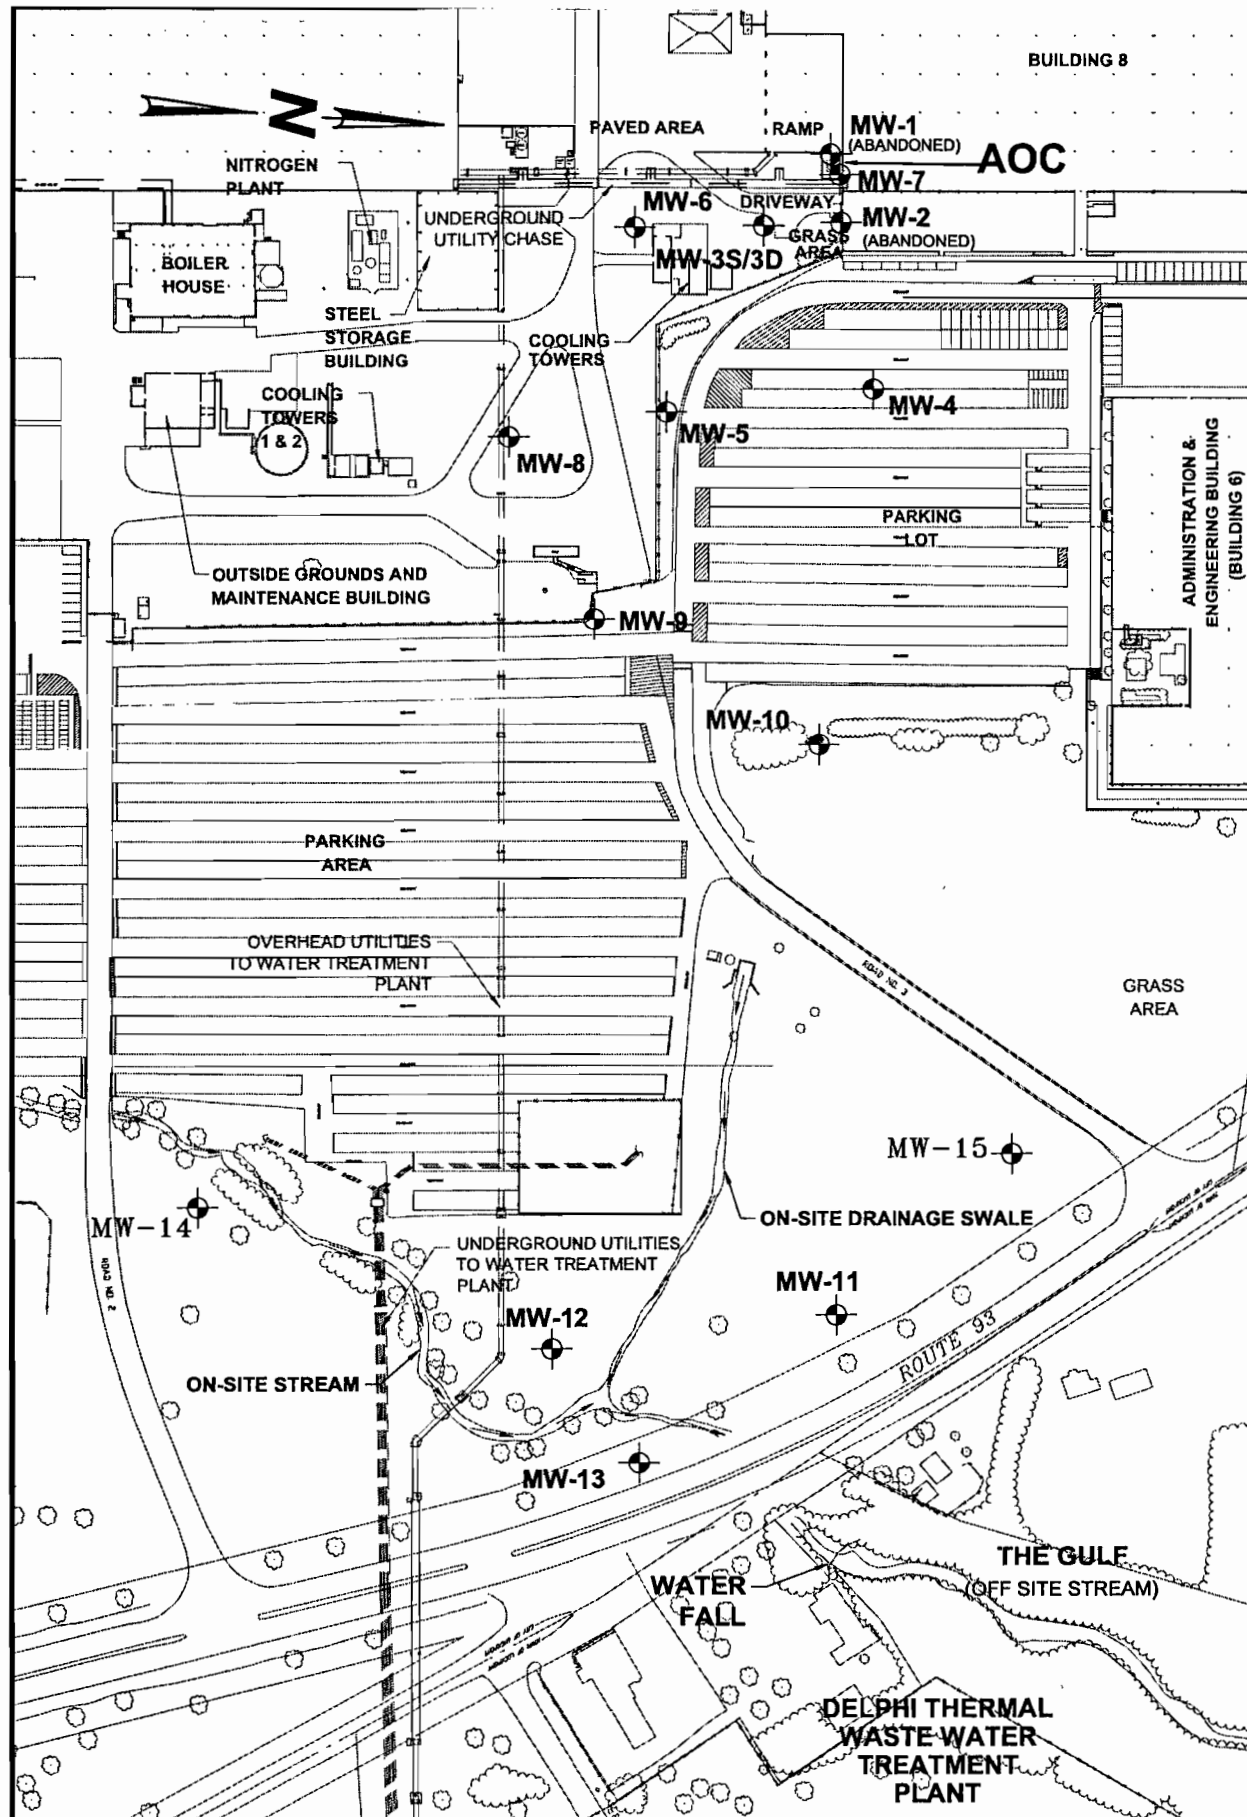 BUILDING 8
N
PAVED AREA
RAMP
MW-1
(ABANDONED)
AOC
NITROGEN
PLANT
MW-7
MW-6
DRIVEWAY
MW-2
(ABANDONED)
UNDERGROUND
UTILITY CHASE
GRASS
AREA
MW-3S/3D
BOILER
HOUSE
STEEL
STORAGE
BUILDING
COOLING
TOWERS
COOLING
TOWERS
1 & 2
MW-4
MW-5
MW-8
ADMINISTRATION &
ENGINEERING BUILDING
(BUILDING 6)
PARKING
LOT
OUTSIDE GROUNDS AND
MAINTENANCE BUILDING
MW-9
MW-10
PARKING
AREA
OVERHEAD UTILITIES
TO WATER TREATMENT
PLANT
ROAD NO. 3
GRASS
AREA
MW-15
MW-14
ON-SITE DRAINAGE SWALE
UNDERGROUND UTILITIES
TO WATER TREATMENT
PLANT
ROAD NO. 2
MW-11
MW-12
ROUTE 93
ON-SITE STREAM
MW-13
THE GULF
(OFF SITE STREAM)
WATER
FALL
DELPHI THERMAL
WASTE WATER
TREATMENT
PLANT